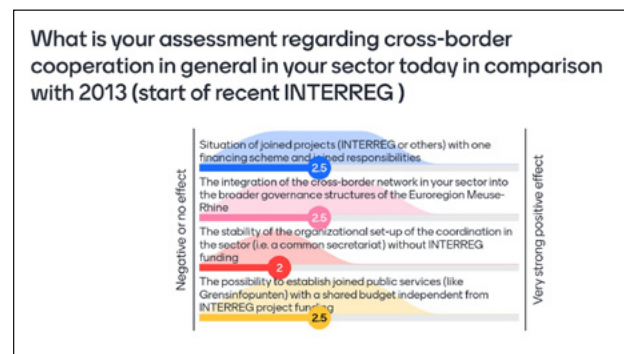 What is your assessment regarding cross-border
cooperation in general in your sector today in comparison
with 2013 (start of recent INTERREG )
Negative or no effect
Situation of joined projects (INTERREG or others) with one
financing scheme and joined responsibilities
2.5
The integration of the cross-border network in your sector into
the broader governance structures of the Euroregion Meuse-
Rhine
2.5
The stability of the organizational set-up of the coordination in
the sector (i.e. a common secretariat) without INTERREG
funding
2
The possibility to establish joined public services (like
Grensinfopunten) with a shared budget independent from
INTERREG project funding
2.5
Very strong positive effect